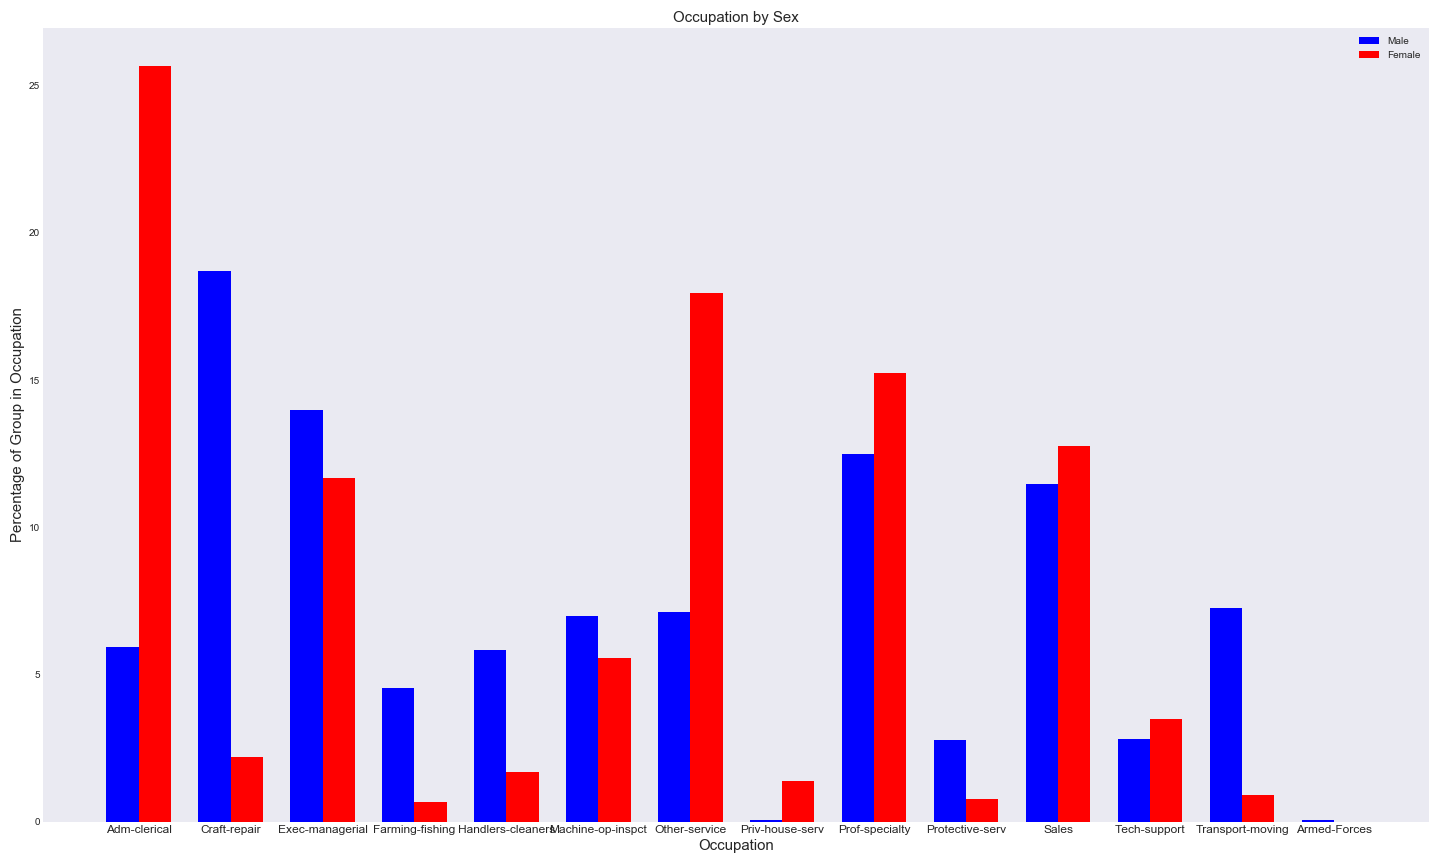 Occupation by Sex
Male
Female
Percentage of Group in Occupation
25
20
15
10
5
0
Adm-clerical Craft-repair Exec-managerial Farming-fishing Handlers-cleaners Machine-op-inspct Other-service Priv-house-serv Prof-specialty Protective-serv Sales Tech-support Transport-moving Armed-Forces
Occupation